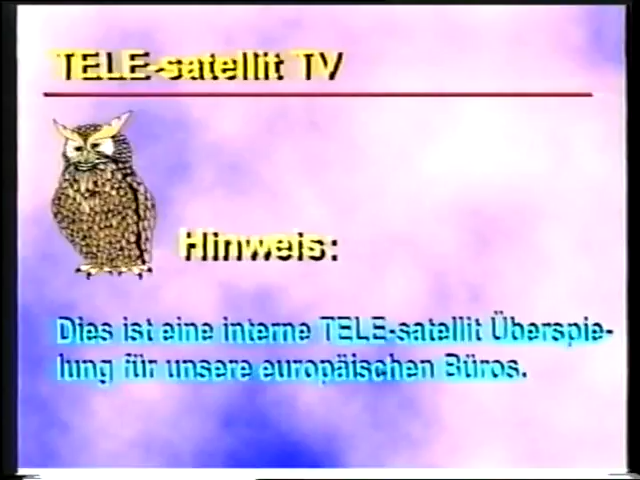 TELE-satellit TV
Hinweis:
Dies ist eine interne TELE-satellit Überspie-
lung für unsere europäischen Büros.